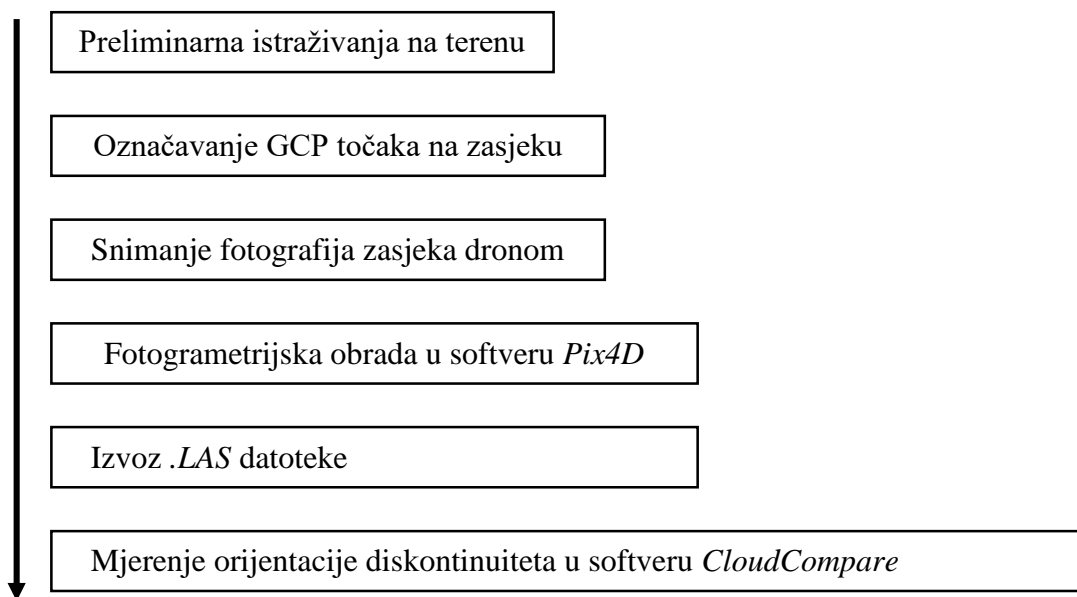 Preliminarna istraživanja na terenu
Označavanje GCP točaka na zasjeku
Snimanje fotografija zasjeka dronom
Fotogrametrijska obrada u softveru Pix4D
Izvoz .LAS datoteke
Mjerenje orijentacije diskontinuiteta u softveru CloudCompare